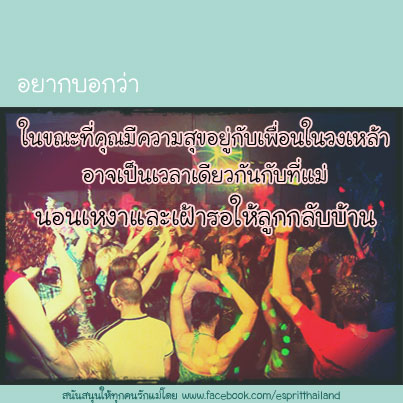 อยากบอกว่า
ในขณะที่คุณมีความสุขอยู่กับเพื่อนในวงเหล้า
อาจเป็นเวลาเดียวกันกับที่แม่
นอนเหงาและเฝ้ารอให้ลูกกลับบ้าน
สนันสนุนให้ทุกคนรักแม่โดย www.facebook.com/espritthailand